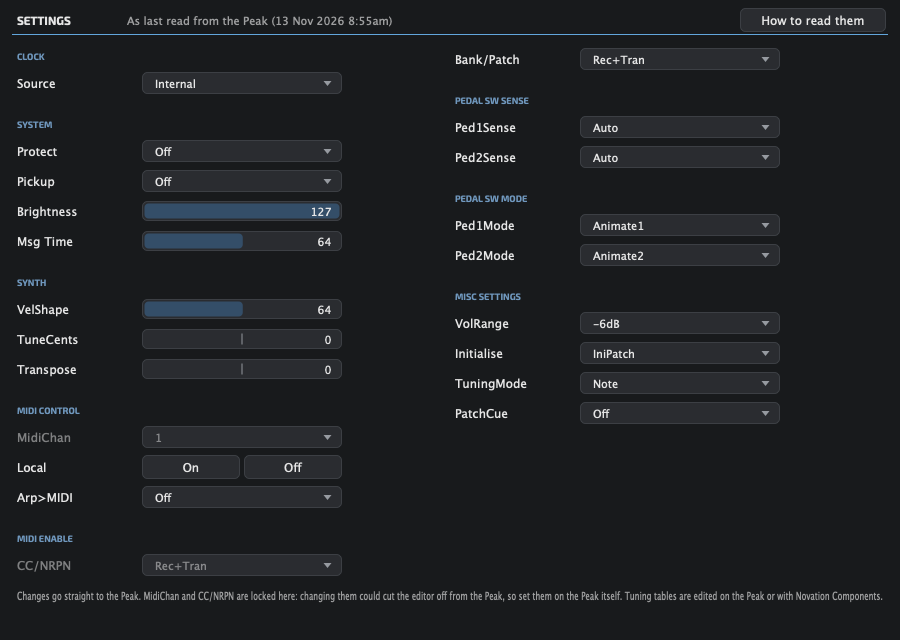 SETTINGS As last read from the Peak (13 Nov 2026 8:55am) How to read them
CLOCK
Source Internal
SYSTEM
Protect Off
Pickup Off
Brightness 127
Msg Time 64
SYNTH
VelShape 64
TuneCents 0
Transpose 0
MIDI CONTROL
MidiChan 1
Local On Off
Arp>MIDI Off
MIDI ENABLE
CC/NRPN Rec+Tran
Bank/Patch Rec+Tran
PEDAL SW SENSE
Ped1Sense Auto
Ped2Sense Auto
PEDAL SW MODE
Ped1Mode Animate1
Ped2Mode Animate2
MISC SETTINGS
VolRange -6dB
Initialise IniPatch
TuningMode Note
PatchCue Off
Changes go straight to the Peak. MidiChan and CC/NRPN are locked here: changing them could cut the editor off from the Peak, so set them on the Peak itself. Tuning tables are edited on the Peak or with Novation Components.